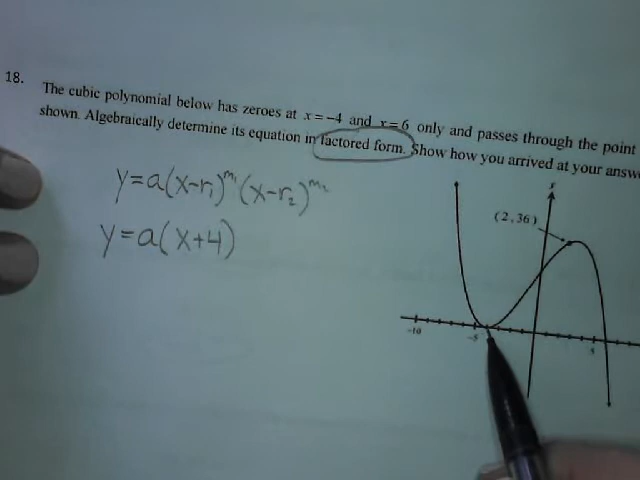 18.
The cubic polynomial below has zeroes at x = -4 and x = 6 only and passes through the point
shown. Algebraically determine its equation in factored form. Show how you arrived at your answe
y=a(x-r₁)^m₁ (x-r₂)^m₂
y=a(x+4)
y
(2, 36)
-10
-5
5